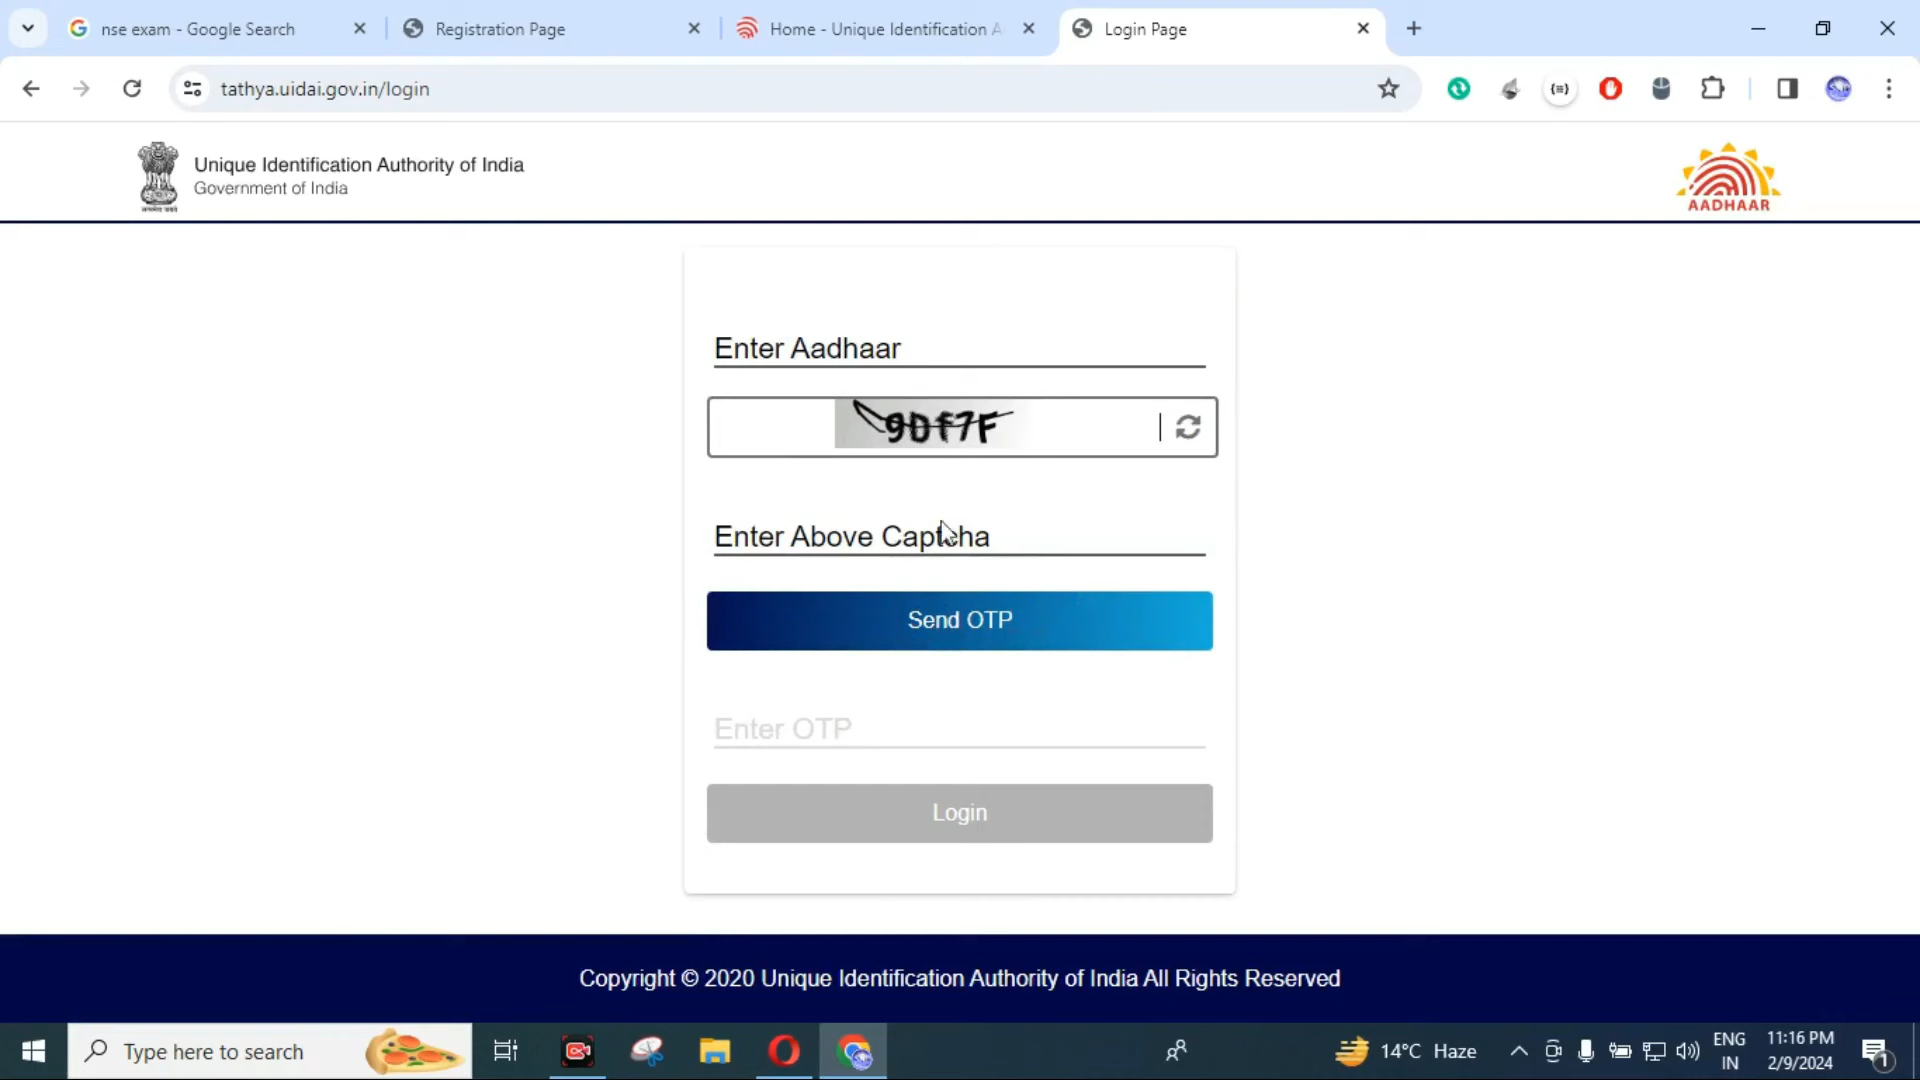 nse exam - Google Search
Registration Page
Home - Unique Identification A
Login Page
tathya.uidai.gov.in/login
Unique Identification Authority of India
Government of India
AADHAAR
Enter Aadhaar
9Df7F
Enter Above Captcha
Send OTP
Enter OTP
Login
Copyright © 2020 Unique Identification Authority of India All Rights Reserved
Type here to search
14°C Haze
ENG
IN
11:16 PM
2/9/2024
1